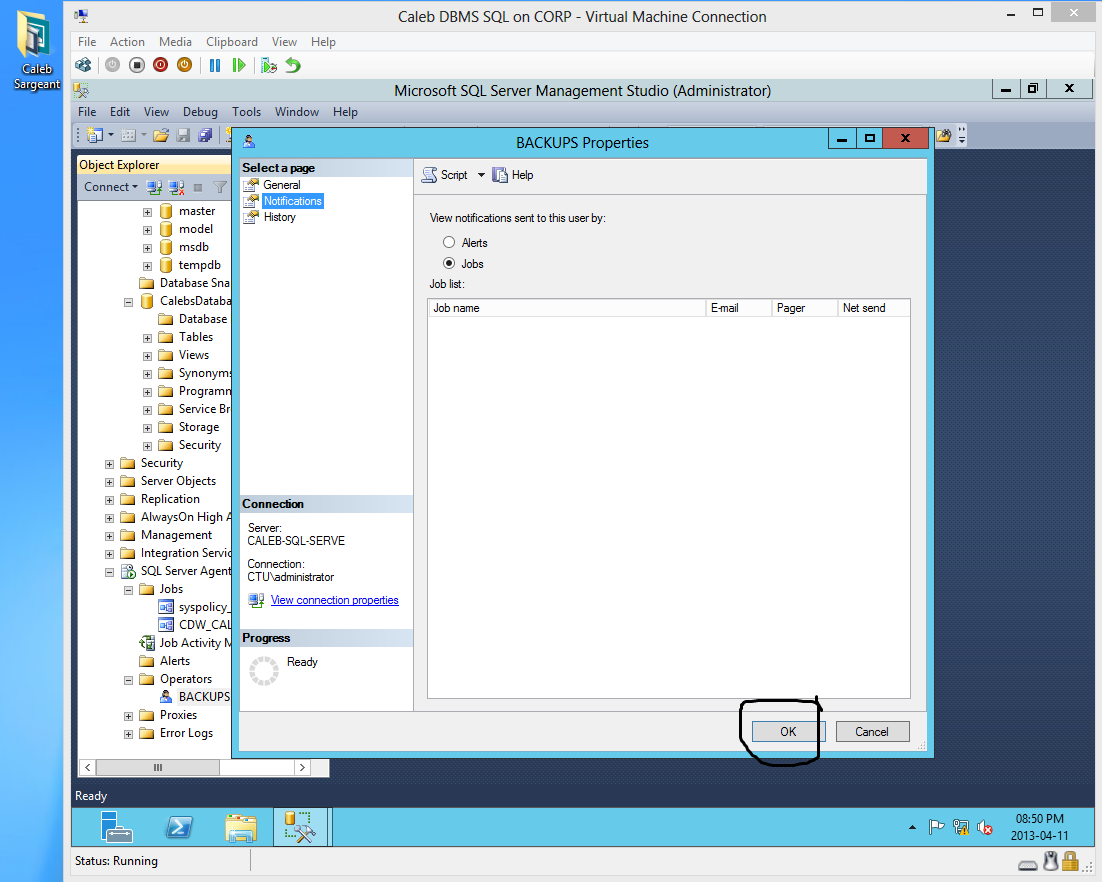 Caleb Sargeant
Caleb DBMS SQL on CORP - Virtual Machine Connection
File Action Media Clipboard View Help
Microsoft SQL Server Management Studio (Administrator)
File Edit View Tools Debug Window Help
Object Explorer
Connect
master
model
msdb
tempdb
Database Sna
CalebsDataba
Database
Tables
Views
Synonyms
Programm
Service Br
Storage
Security
Security
Server Objects
Replication
AlwaysOn High A
Management
Integration Servic
SQL Server Agent
Jobs
syspolicy_
CDW_CAL
Job Activity M
Alerts
Operators
BACKUPS
Proxies
Error Logs
BACKUPS Properties
Select a page
General
Notifications
History
Connection
Server:
CALEB-SQL-SERVE
Connection:
CTU\administrator
View connection properties
Progress
Ready
Script Help
View notifications sent to this user by:
Alerts
Jobs
Job list:
Job name E-mail Pager Net send
OK Cancel
Ready
08:50 PM
2013-04-11
Status: Running